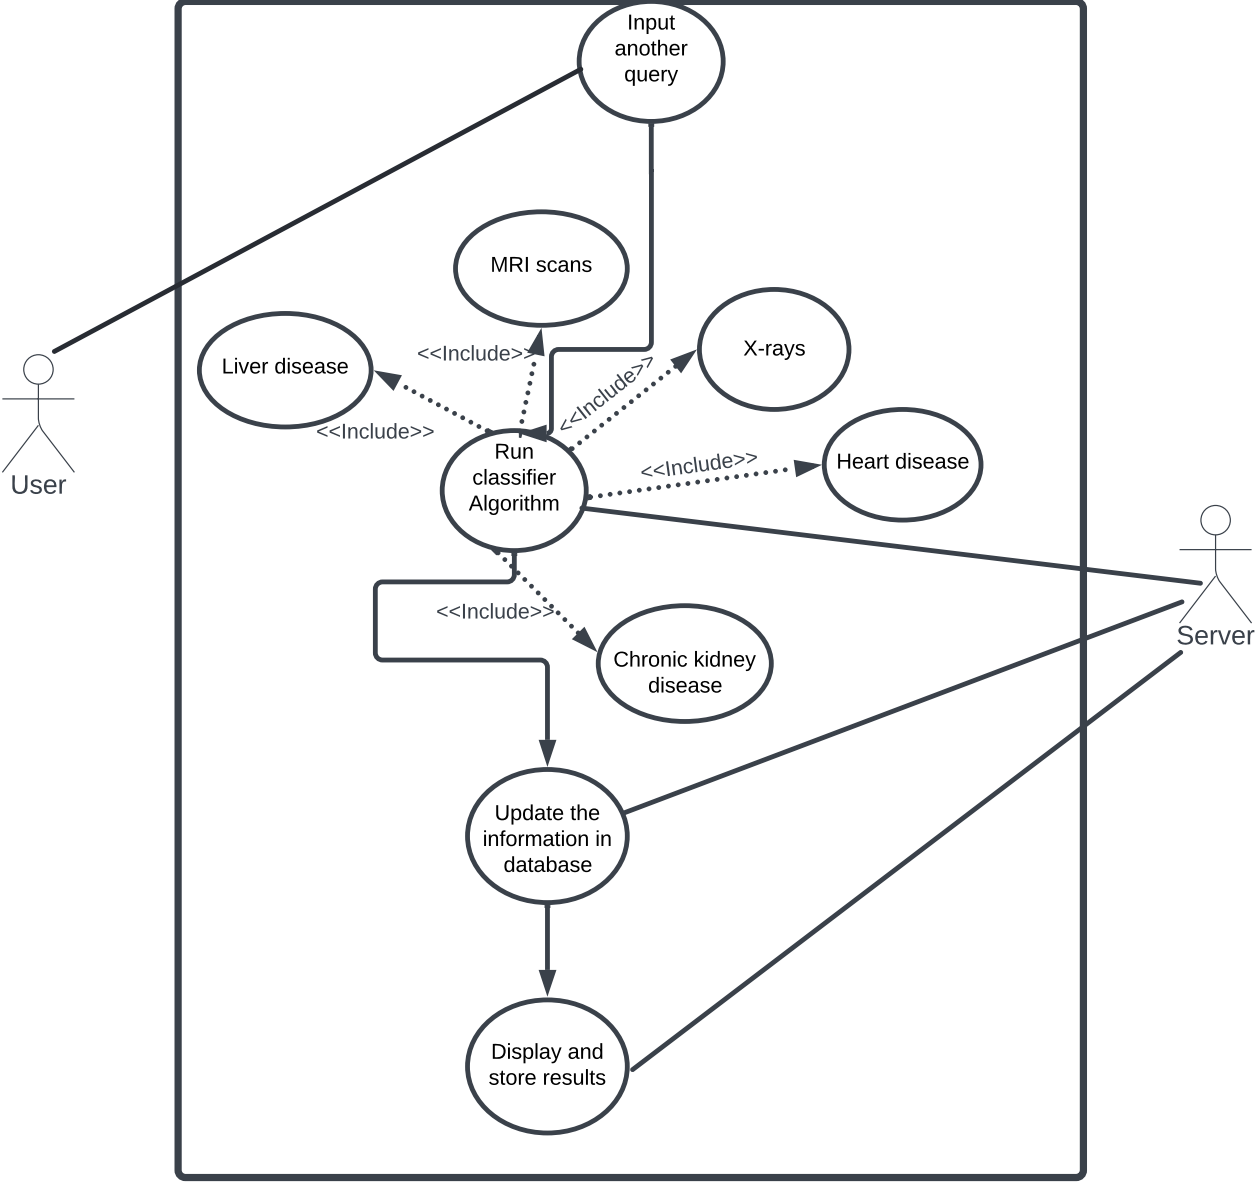 Input
another
query
MRI scans
<<Include>>
X-rays
Liver disease
<<Include>>
<<Include>>
User
Run
classifier
Algorithm
<<Include>>
Heart disease
Server
<<Include>>
Chronic kidney
disease
Update the
information in
database
Display and
store results